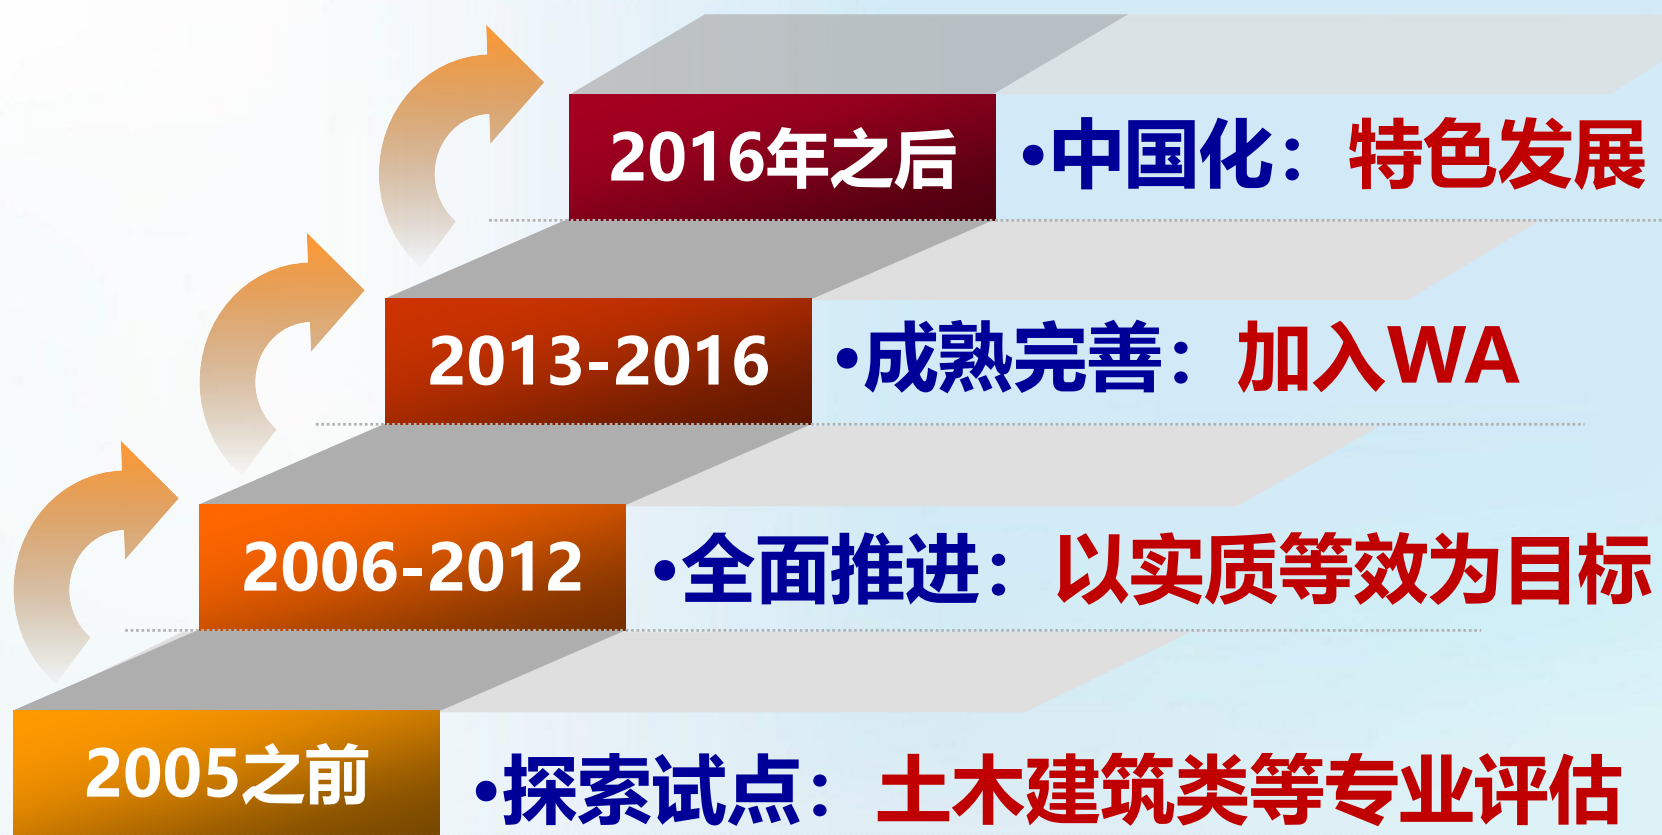 2016年之后 •中国化：特色发展
2013-2016 •成熟完善：加入WA
2006-2012 •全面推进：以实质等效为目标
2005之前 •探索试点：土木建筑类等专业评估